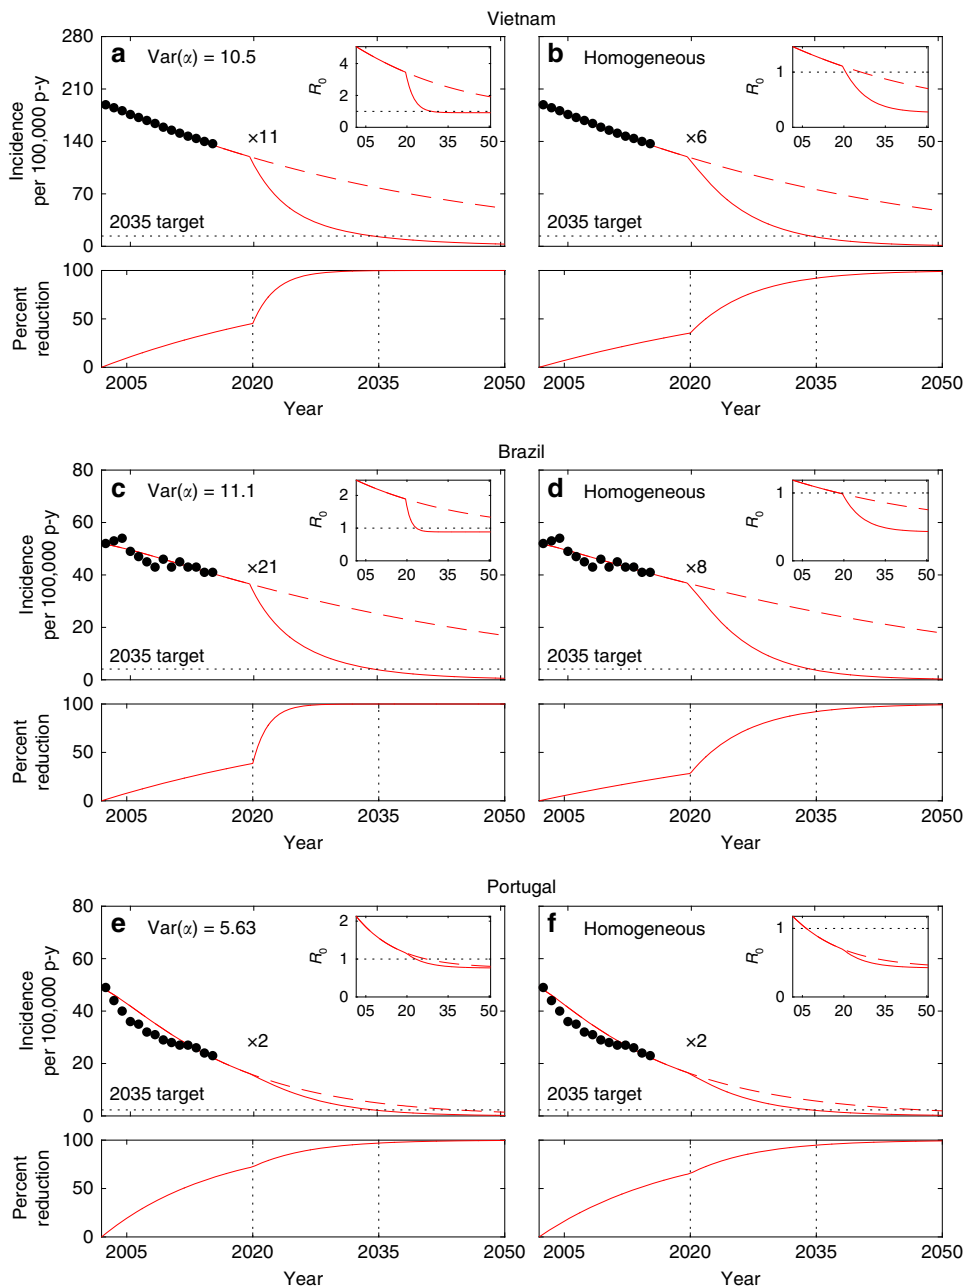 Vietnam
a Var(α) = 10.5
b Homogeneous
280
210
140
70
0
Incidence
per 100,000 p-y
×11
×6
2035 target
2035 target
R0
4
2
0
05 20 35 50
R0
1
0
05 20 35 50
100
50
0
Percent
reduction
2005 2020 2035 2050
2005 2020 2035 2050
Year
Year
Brazil
c Var(α) = 11.1
d Homogeneous
80
60
40
20
0
Incidence
per 100,000 p-y
×21
×8
2035 target
2035 target
R0
2
1
0
05 20 35 50
R0
1
0
05 20 35 50
100
50
0
Percent
reduction
2005 2020 2035 2050
2005 2020 2035 2050
Year
Year
Portugal
e Var(α) = 5.63
f Homogeneous
80
60
40
20
0
Incidence
per 100,000 p-y
×2
×2
2035 target
2035 target
R0
2
1
0
05 20 35 50
R0
1
0
05 20 35 50
100
50
0
Percent
reduction
2005 2020 2035 2050
2005 2020 2035 2050
Year
Year